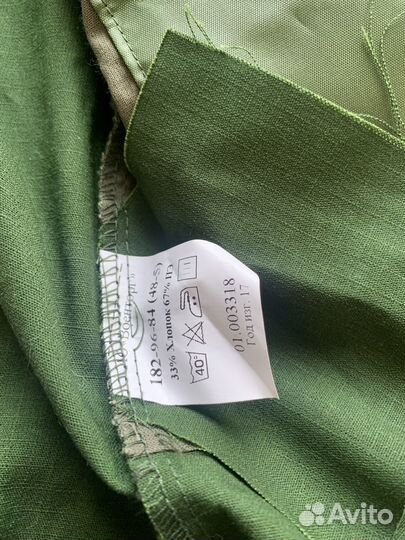 182-96-84 (48-S)
33% Хлопок 67% ПЭ
40°
01.003318
Год изг. 17
Avito